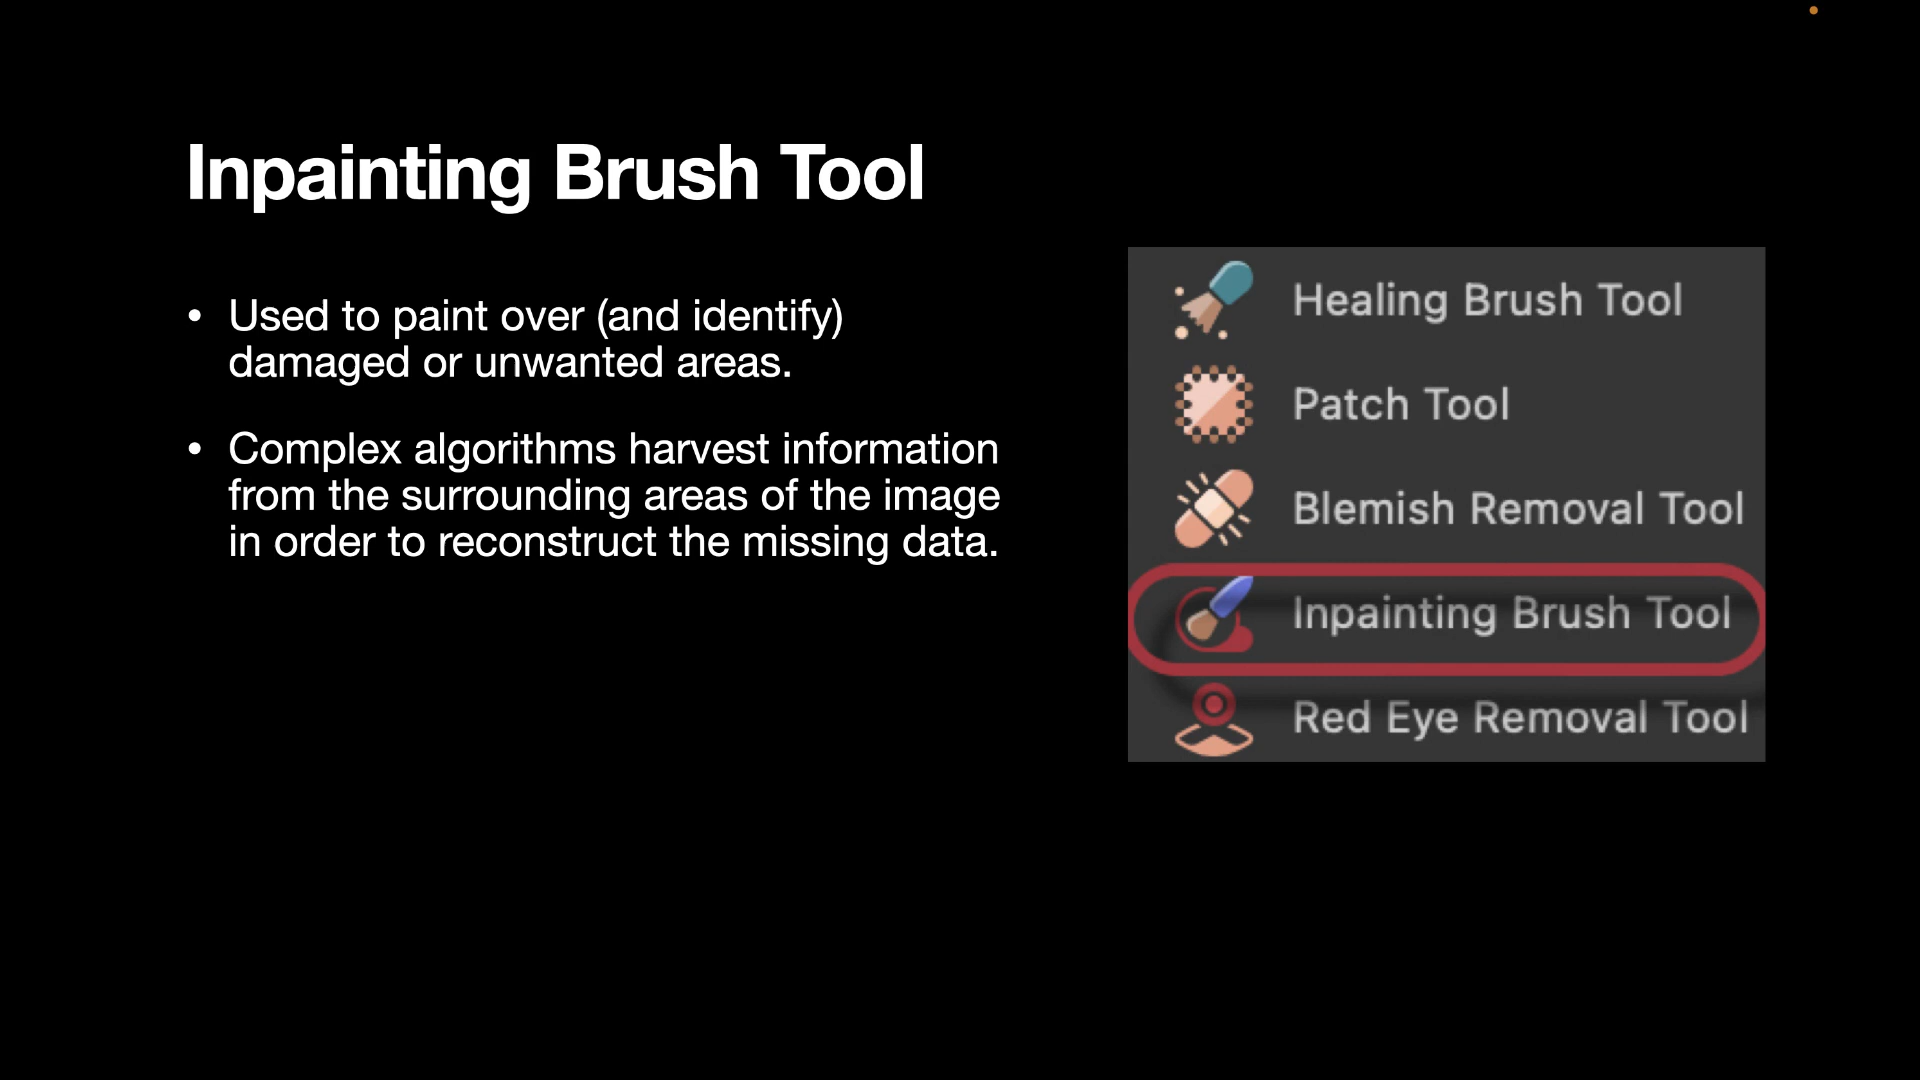 Inpainting Brush Tool
• Used to paint over (and identify)
damaged or unwanted areas.
• Complex algorithms harvest information
from the surrounding areas of the image
in order to reconstruct the missing data.
Healing Brush Tool
Patch Tool
Blemish Removal Tool
Inpainting Brush Tool
Red Eye Removal Tool